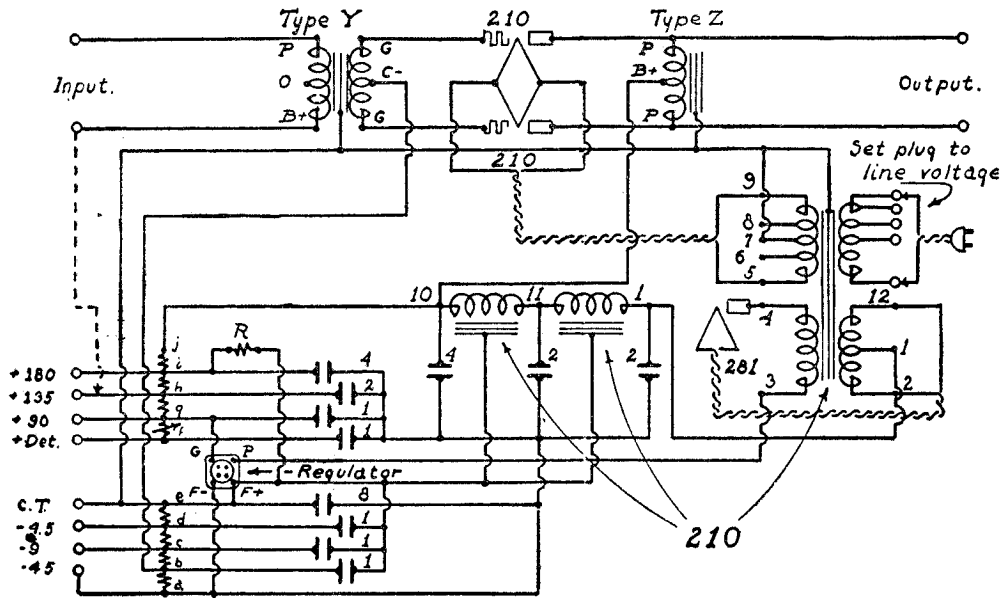 Type Y
210
Type Z
P
G
P
Input.
O
C-
B+
Output.
B+
G
P
210
Set plug to
line voltage
9
8
7
6
5
10
11
1
12
4
R
4
2
2
281
1
j
i
4
+180
h
2
3
2
+135
g
1
+90
f
1
+Det.
G
P
-Regulator
F-
F+
C.T
e
8
-4.5
d
1
210
-9
c
1
-45
b
1
a